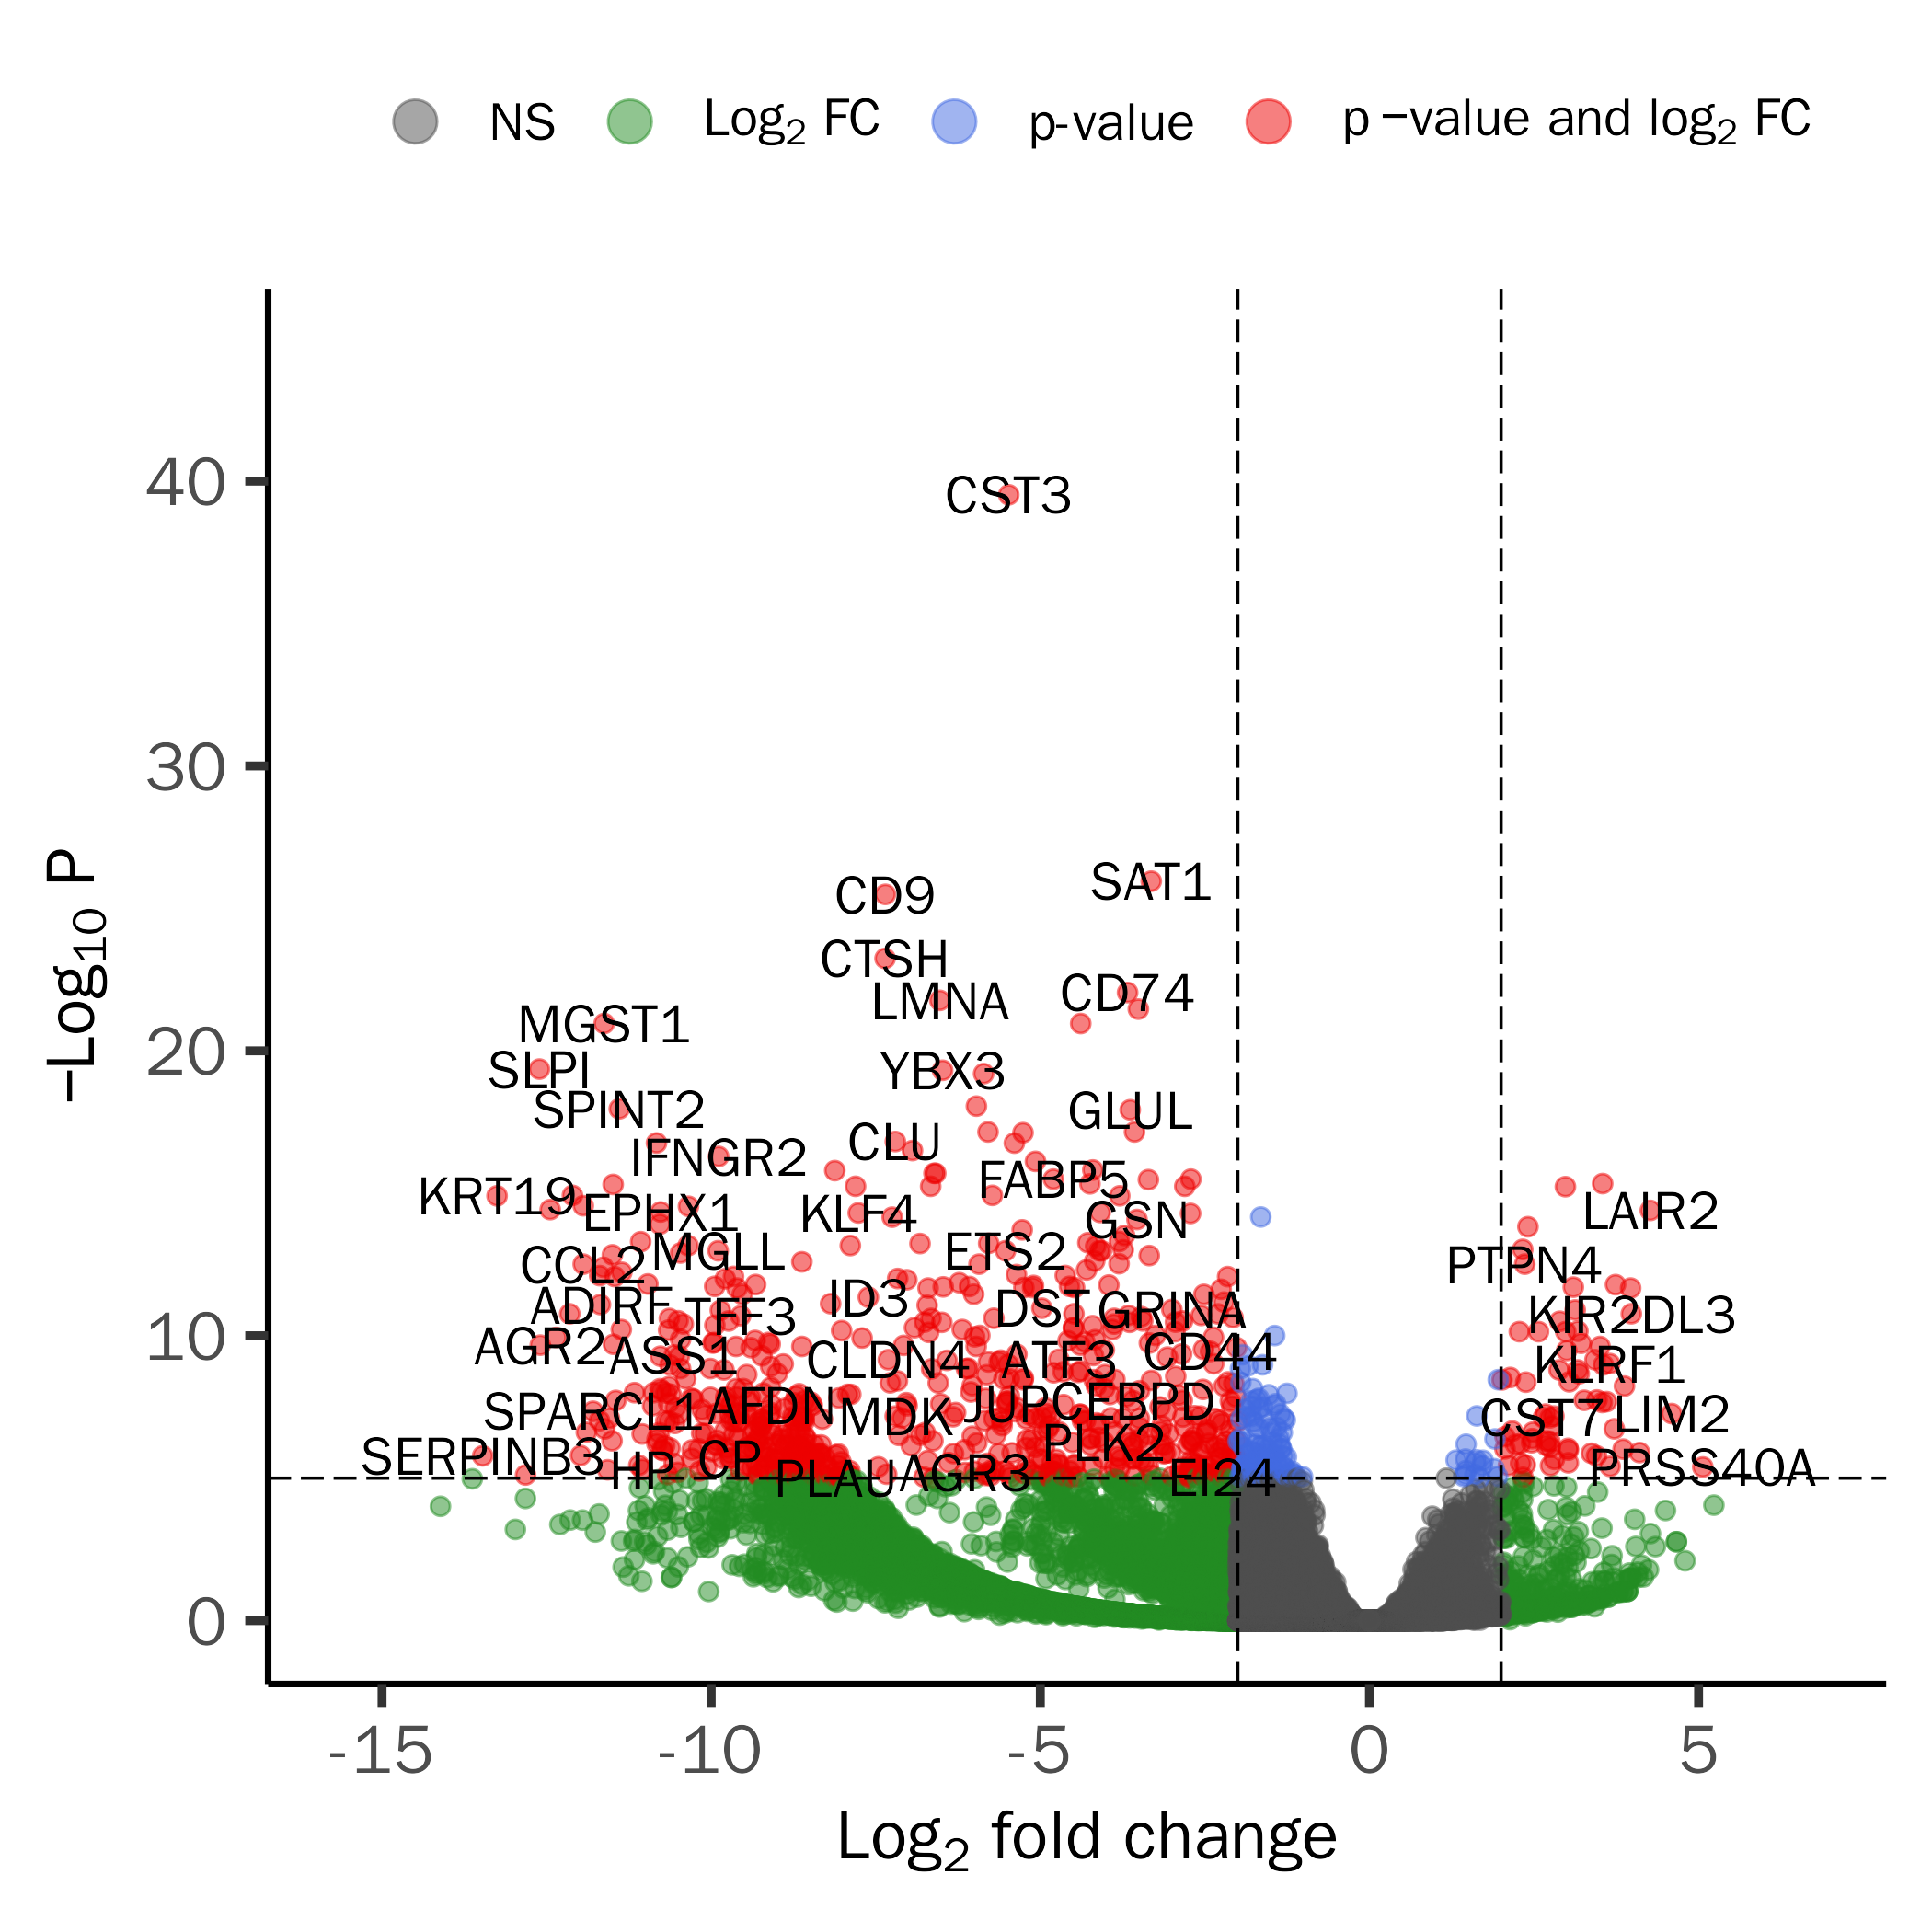 NS Log2 FC p-value p −value and log2 FC
−Log10 P
40
30
20
10
0
CST3
SAT1
CD9
CTSH
CD74
LMNA
MGST1
SLPI
YBX3
SPINT2
GLUL
CLU
IFNGR2
FABP5
KRT19
EPHX1
KLF4
GSN
LAIR2
MGLL
ETS2
CCL2
PTPN4
ADIRF
TFF3
ID3
DST
GRINA
KIR2DL3
AGR2
ASS1
CLDN4
ATF3
CD44
KLRF1
SPARCL1
AFDN
MDK
JUP
CEBPD
CST7
LIM2
SERPINB3
HP
CP
PLAU
AGR3
PLK2
EI24
PRSS40A
-15 -10 -5 0 5
Log2 fold change